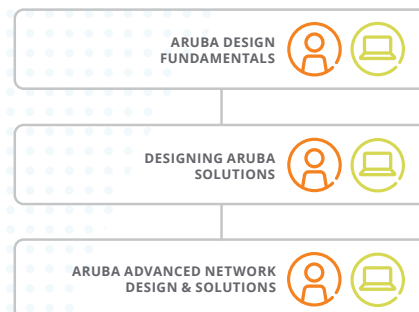 ARUBA DESIGN
FUNDAMENTALS
DESIGNING ARUBA
SOLUTIONS
ARUBA ADVANCED NETWORK
DESIGN & SOLUTIONS